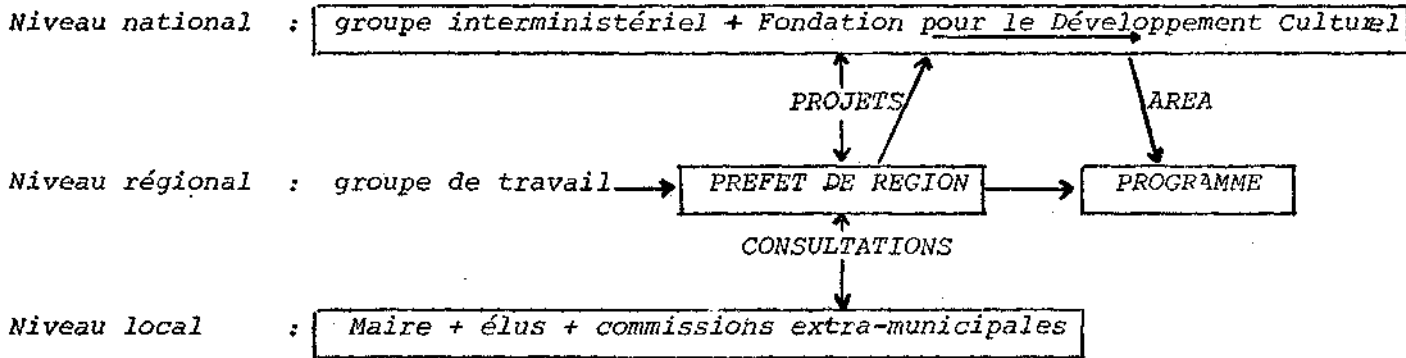 Niveau national : groupe interministériel + Fondation pour le Développement Culturel
PROJETS AREA
Niveau régional : groupe de travail PREFET DE REGION PROGRAMME
CONSULTATIONS
Niveau local : Maire + élus + commissions extra-municipales